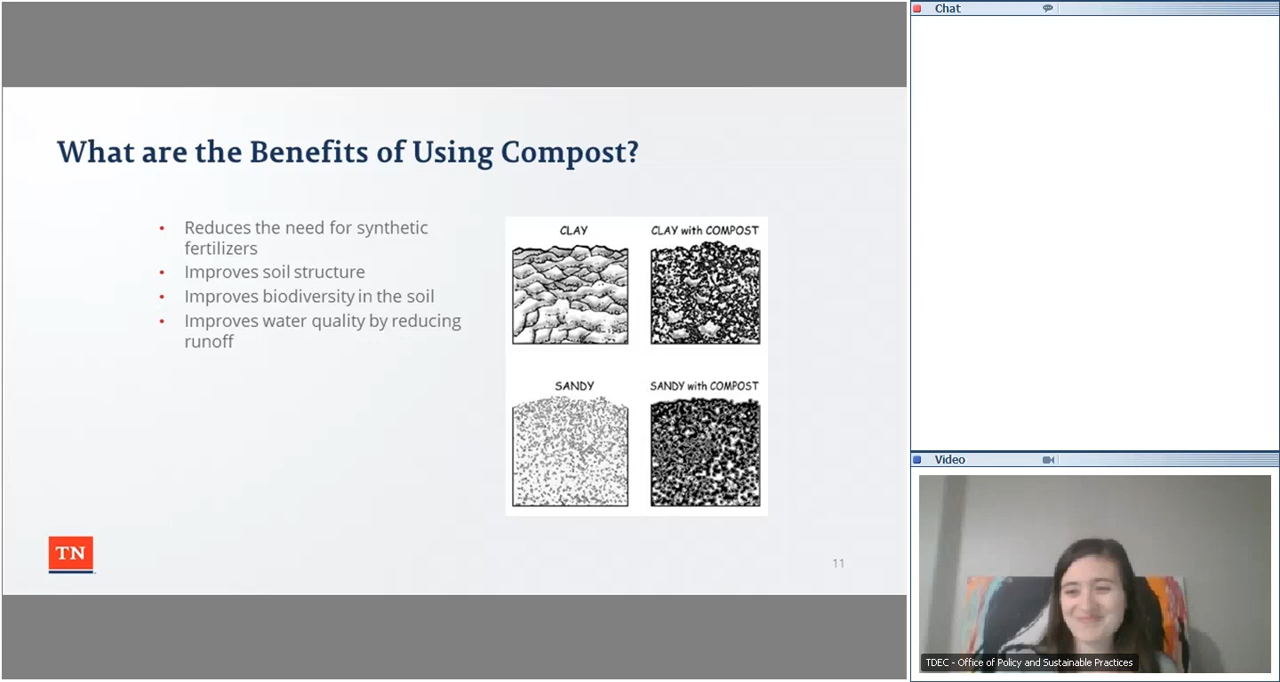 What are the Benefits of Using Compost?
• Reduces the need for synthetic
fertilizers
• Improves soil structure
• Improves biodiversity in the soil
• Improves water quality by reducing
runoff
CLAY
CLAY with COMPOST
SANDY
SANDY with COMPOST
TN
11
Chat
Video
TDEC - Office of Policy and Sustainable Practices